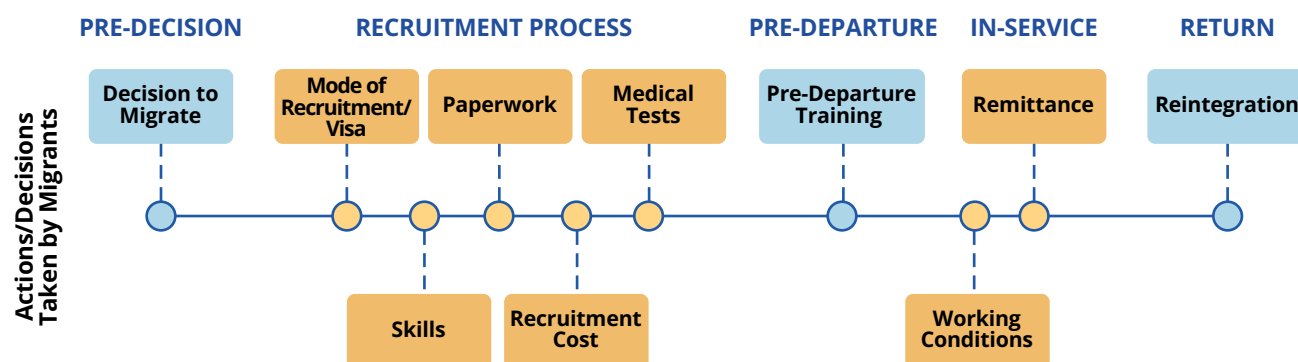 PRE-DECISION
RECRUITMENT PROCESS
PRE-DEPARTURE
IN-SERVICE
RETURN
Actions/Decisions
Taken by Migrants
Decision to
Migrate
Mode of
Recruitment/
Visa
Paperwork
Medical
Tests
Pre-Departure
Training
Remittance
Reintegration
Skills
Recruitment
Cost
Working
Conditions